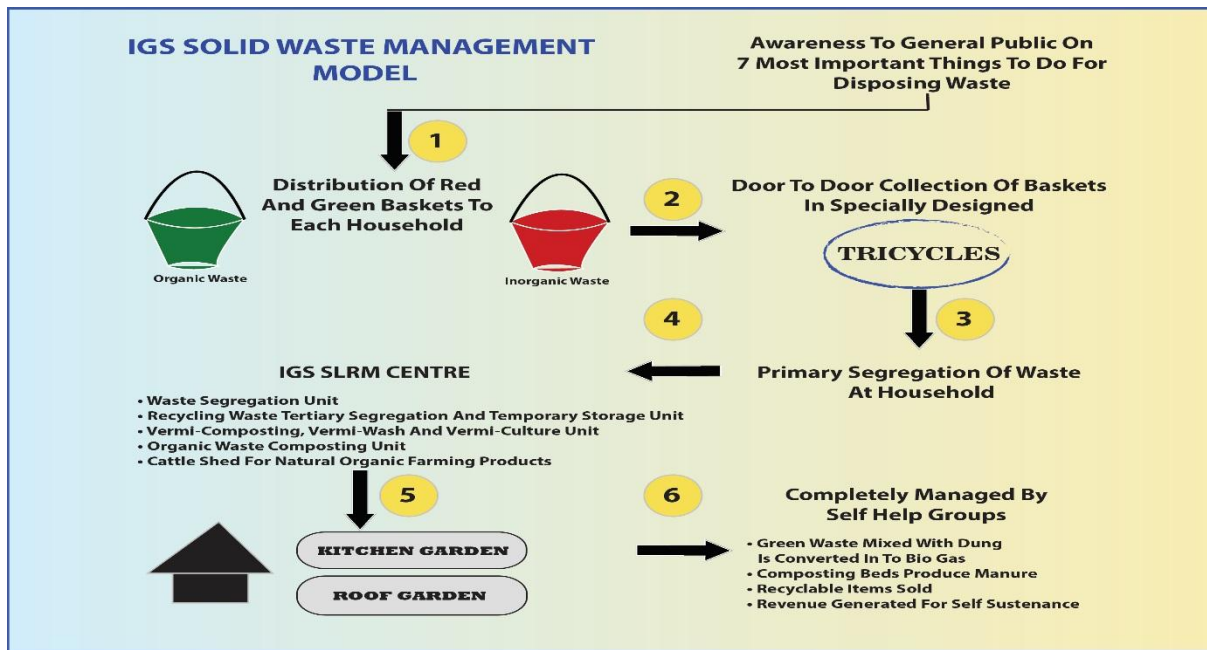 IGS SOLID WASTE MANAGEMENT
MODEL
Awareness To General Public On
7 Most Important Things To Do For
Disposing Waste
1
Distribution Of Red
And Green Baskets To
Each Household
Organic Waste
Inorganic Waste
2
Door To Door Collection Of Baskets
In Specially Designed
TRICYCLES
3
Primary Segregation Of Waste
At Household
4
IGS SLRM CENTRE
• Waste Segregation Unit
• Recycling Waste Tertiary Segregation And Temporary Storage Unit
• Vermi-Composting, Vermi-Wash And Vermi-Culture Unit
• Organic Waste Composting Unit
• Cattle Shed For Natural Organic Farming Products
5
KITCHEN GARDEN
ROOF GARDEN
6
Completely Managed By
Self Help Groups
• Green Waste Mixed With Dung
Is Converted In To Bio Gas
• Composting Beds Produce Manure
• Recyclable Items Sold
• Revenue Generated For Self Sustenance